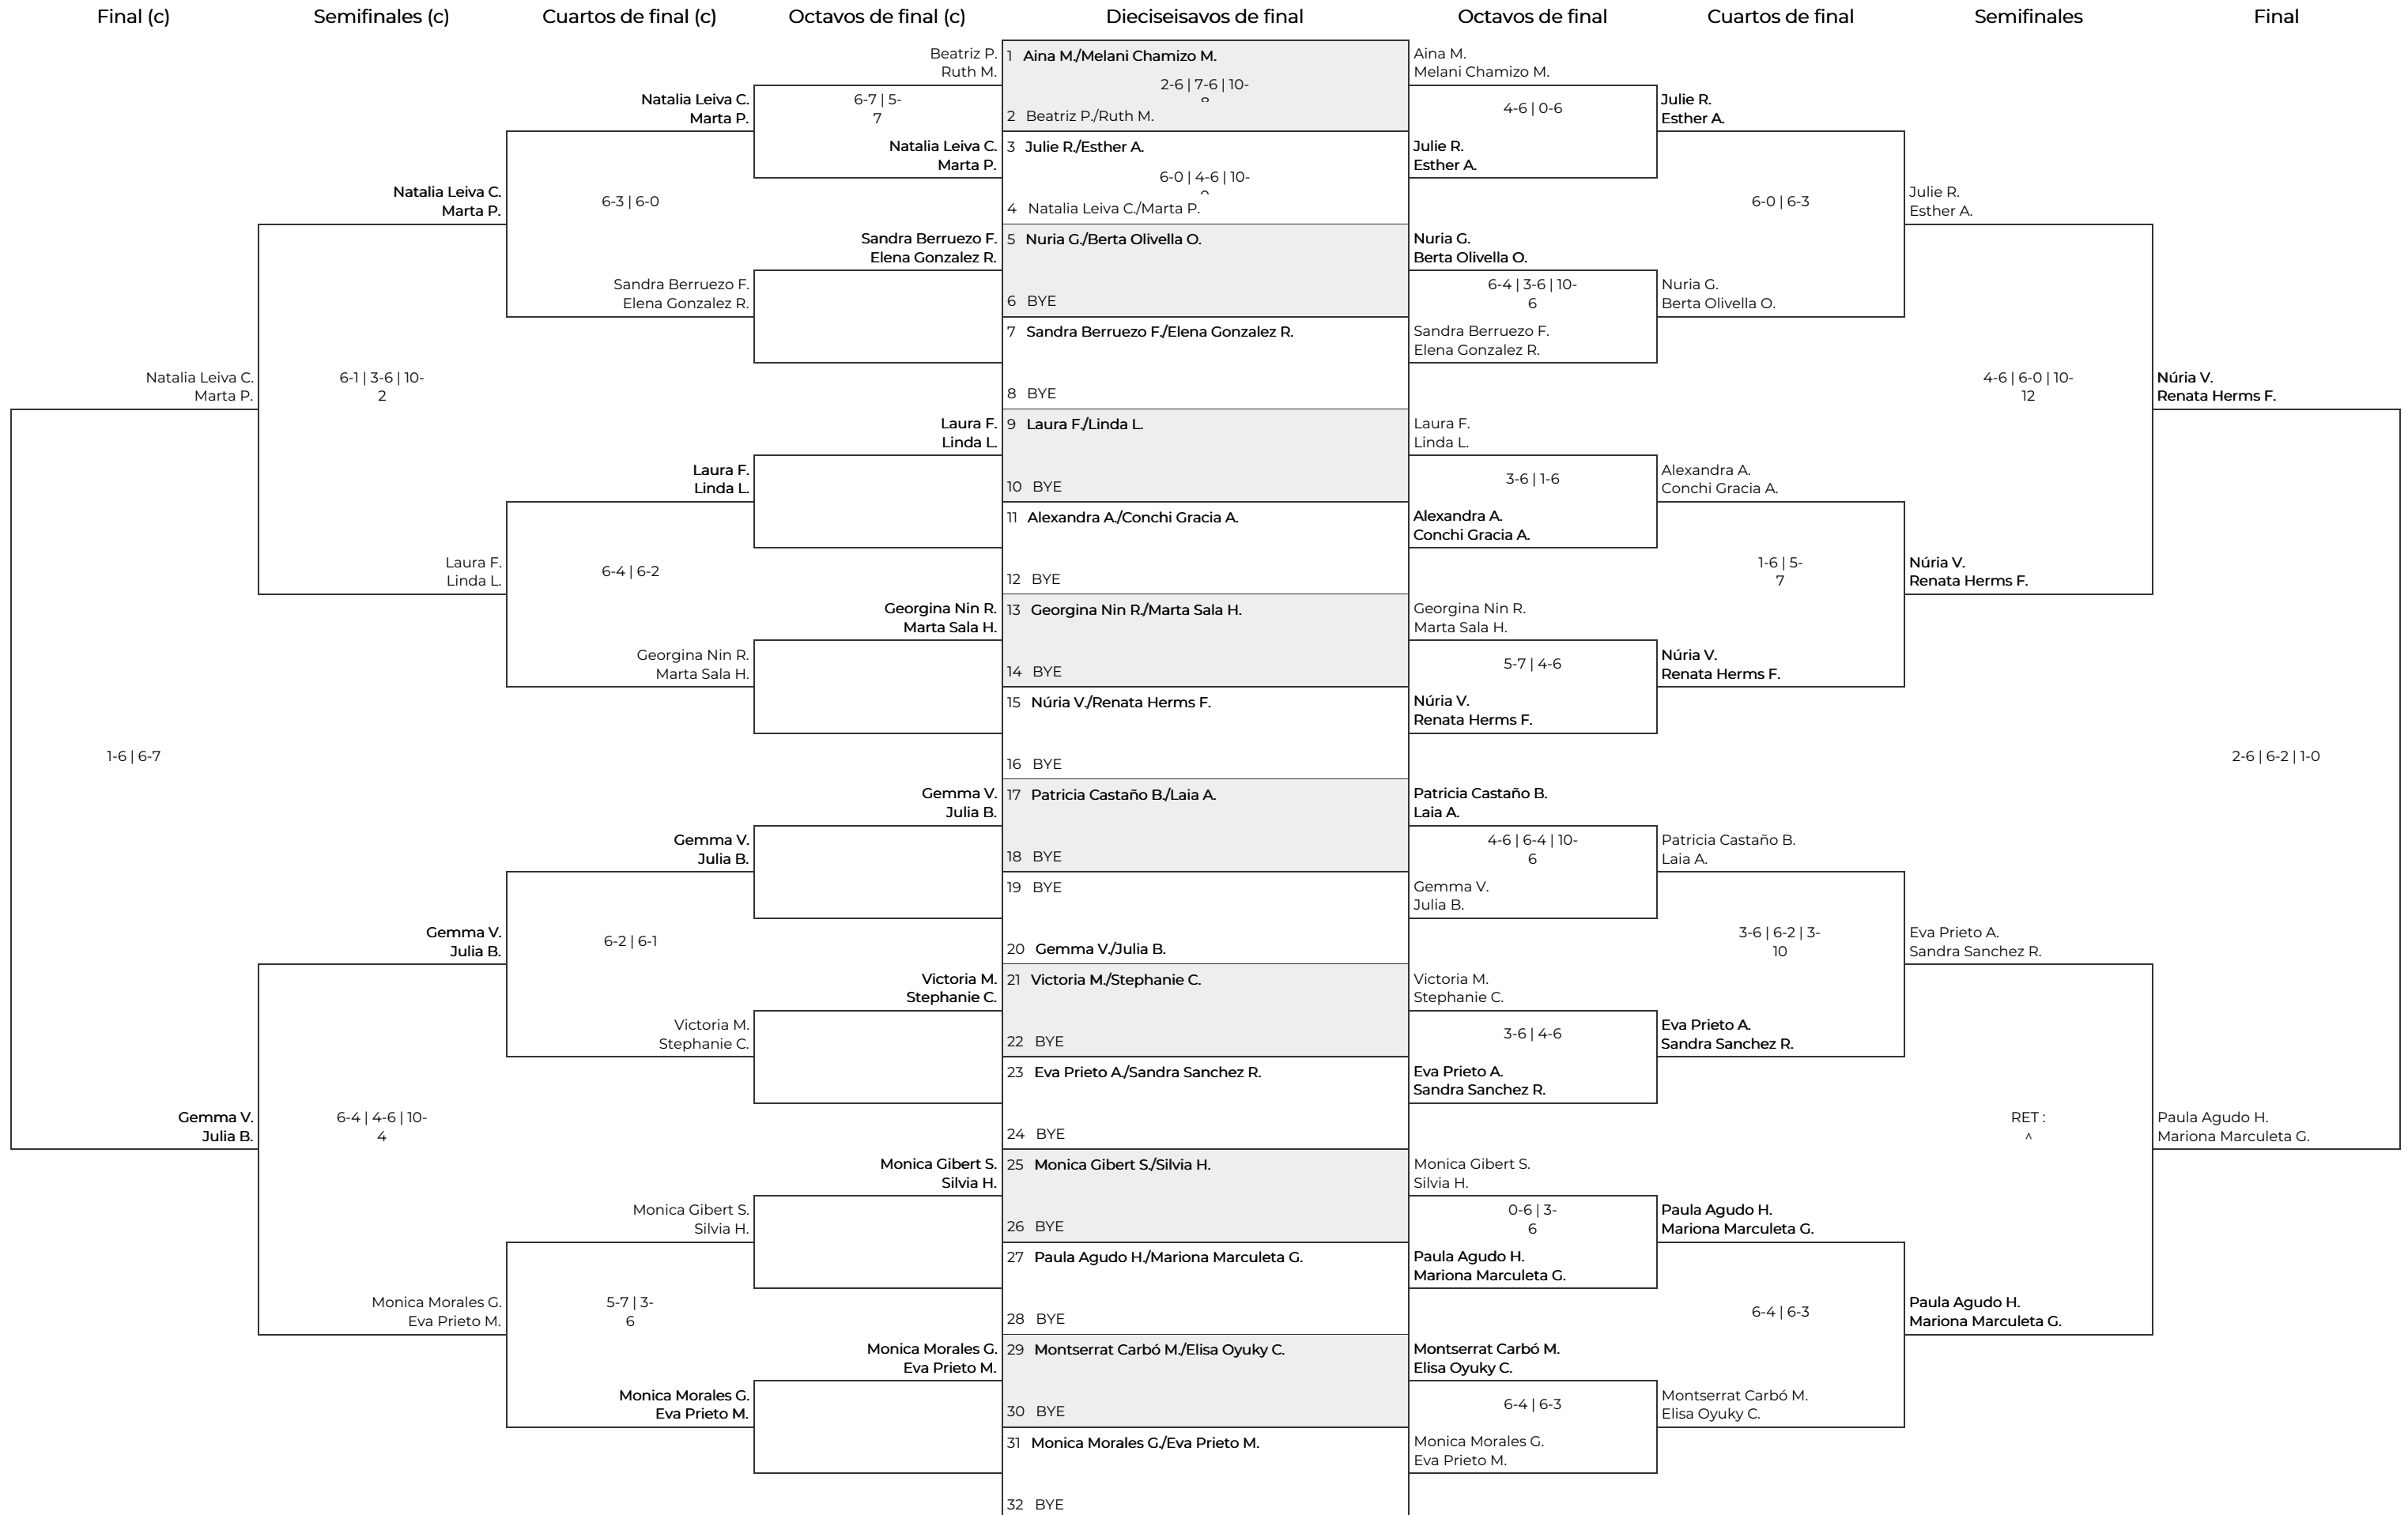 Final (c)
Semifinales (c)
Cuartos de final (c)
Octavos de final (c)
Dieciseisavos de final
Octavos de final
Cuartos de final
Semifinales
Final
Natalia Leiva C.
Marta P.
1-6 | 6-7
Gemma V.
Julia B.
Natalia Leiva C.
Marta P.
6-1 | 3-6 | 10-
2
Laura F.
Linda L.
Gemma V.
Julia B.
6-4 | 4-6 | 10-
4
Monica Morales G.
Eva Prieto M.
Natalia Leiva C.
Marta P.
6-3 | 6-0
Sandra Berruezo F.
Elena Gonzalez R.
Laura F.
Linda L.
6-4 | 6-2
Georgina Nin R.
Marta Sala H.
Gemma V.
Julia B.
6-2 | 6-1
Victoria M.
Stephanie C.
Monica Gibert S.
Silvia H.
5-7 | 3-
6
Monica Morales G.
Eva Prieto M.
Beatriz P.
Ruth M.
6-7 | 5-
7
Natalia Leiva C.
Marta P.
Sandra Berruezo F.
Elena Gonzalez R.
Laura F.
Linda L.
Georgina Nin R.
Marta Sala H.
Gemma V.
Julia B.
Victoria M.
Stephanie C.
Monica Gibert S.
Silvia H.
Monica Morales G.
Eva Prieto M.
1 Aina M./Melani Chamizo M.
2-6 | 7-6 | 10-
2 Beatriz P./Ruth M.
3 Julie R./Esther A.
6-0 | 4-6 | 10-
4 Natalia Leiva C./Marta P.
5 Nuria G./Berta Olivella O.
6 BYE
7 Sandra Berruezo F./Elena Gonzalez R.
8 BYE
9 Laura F./Linda L.
10 BYE
11 Alexandra A./Conchi Gracia A.
12 BYE
13 Georgina Nin R./Marta Sala H.
14 BYE
15 Núria V./Renata Herms F.
16 BYE
17 Patricia Castaño B./Laia A.
18 BYE
19 BYE
20 Gemma V./Julia B.
21 Victoria M./Stephanie C.
22 BYE
23 Eva Prieto A./Sandra Sanchez R.
24 BYE
25 Monica Gibert S./Silvia H.
26 BYE
27 Paula Agudo H./Mariona Marculeta G.
28 BYE
29 Montserrat Carbó M./Elisa Oyuky C.
30 BYE
31 Monica Morales G./Eva Prieto M.
32 BYE
Aina M.
Melani Chamizo M.
4-6 | 0-6
Julie R.
Esther A.
Nuria G.
Berta Olivella O.
6-4 | 3-6 | 10-
6
Sandra Berruezo F.
Elena Gonzalez R.
Laura F.
Linda L.
3-6 | 1-6
Alexandra A.
Conchi Gracia A.
Georgina Nin R.
Marta Sala H.
5-7 | 4-6
Núria V.
Renata Herms F.
Patricia Castaño B.
Laia A.
4-6 | 6-4 | 10-
6
Gemma V.
Julia B.
Victoria M.
Stephanie C.
3-6 | 4-6
Eva Prieto A.
Sandra Sanchez R.
Monica Gibert S.
Silvia H.
0-6 | 3-
6
Paula Agudo H.
Mariona Marculeta G.
Montserrat Carbó M.
Elisa Oyuky C.
6-4 | 6-3
Monica Morales G.
Eva Prieto M.
Julie R.
Esther A.
6-0 | 6-3
Nuria G.
Berta Olivella O.
Alexandra A.
Conchi Gracia A.
1-6 | 5-
7
Núria V.
Renata Herms F.
Patricia Castaño B.
Laia A.
3-6 | 6-2 | 3-
10
Eva Prieto A.
Sandra Sanchez R.
Paula Agudo H.
Mariona Marculeta G.
6-4 | 6-3
Montserrat Carbó M.
Elisa Oyuky C.
Julie R.
Esther A.
4-6 | 6-0 | 10-
12
Núria V.
Renata Herms F.
Eva Prieto A.
Sandra Sanchez R.
RET :
^
Paula Agudo H.
Mariona Marculeta G.
Núria V.
Renata Herms F.
2-6 | 6-2 | 1-0
Paula Agudo H.
Mariona Marculeta G.